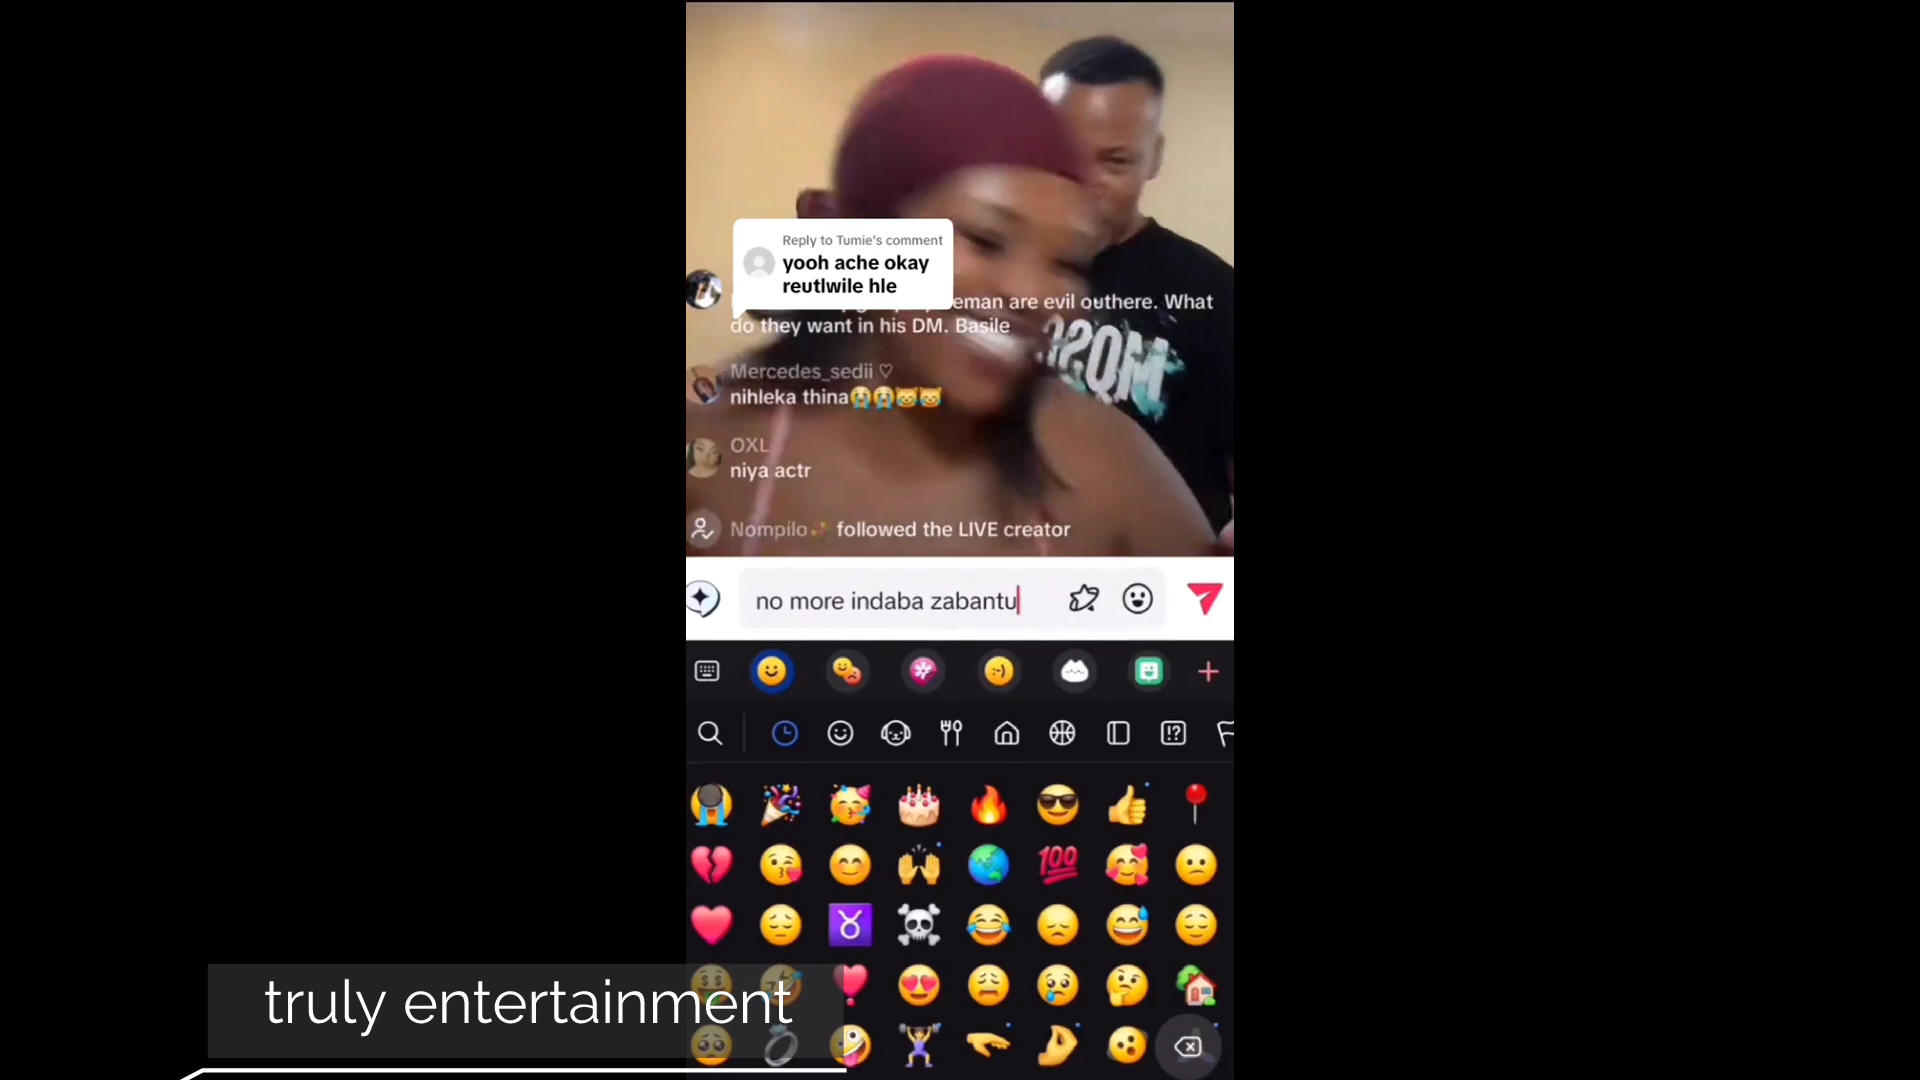 Reply to Tumie's comment
yooh ache okay
reutlwile hle
eman are evil outhere. What
do they want in his DM. Basile
Mercedes_sedii ♡
nihleka thina😭😭😹😹
OXL
niya actr
Nompilo followed the LIVE creator
no more indaba zabantu
truly entertainment